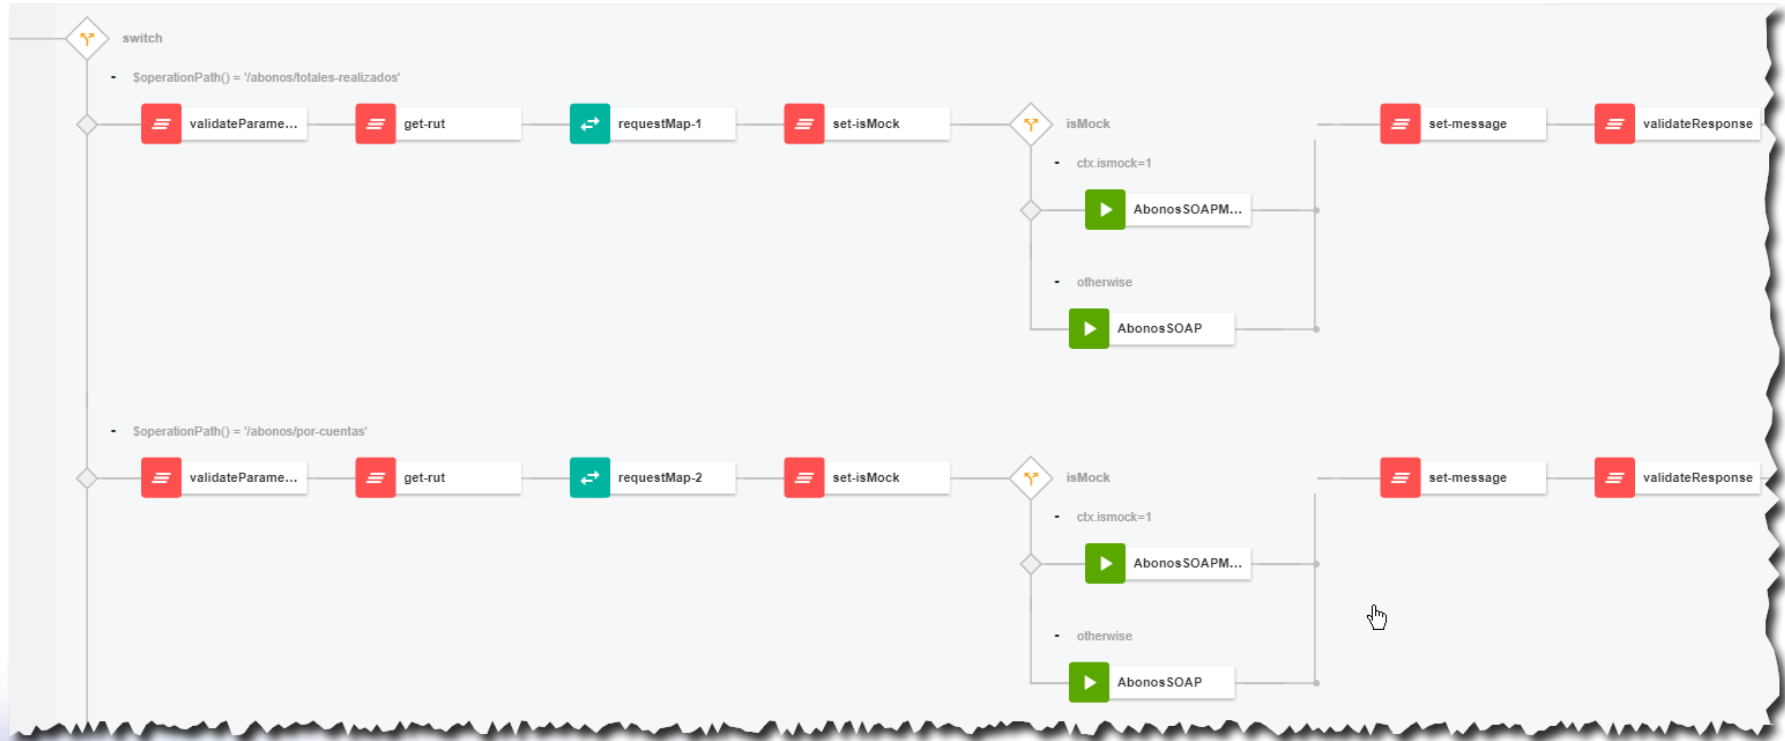 switch
- $operationPath() = '/abonos/totales-realizados'
validateParame... get-rut requestMap-1 set-isMock isMock set-message validateResponse
- ctx.ismock=1
AbonosSOAPM...
- otherwise
AbonosSOAP
- $operationPath() = '/abonos/por-cuentas'
validateParame... get-rut requestMap-2 set-isMock isMock set-message validateResponse
- ctx.ismock=1
AbonosSOAPM...
- otherwise
AbonosSOAP